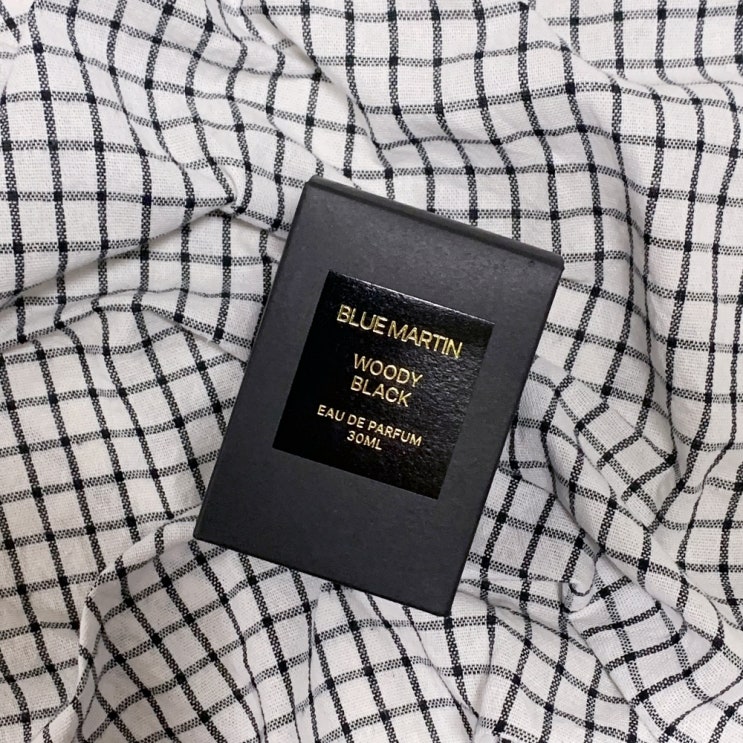 BLUE MARTIN
WOODY
BLACK
EAU DE PARFUM
30ML